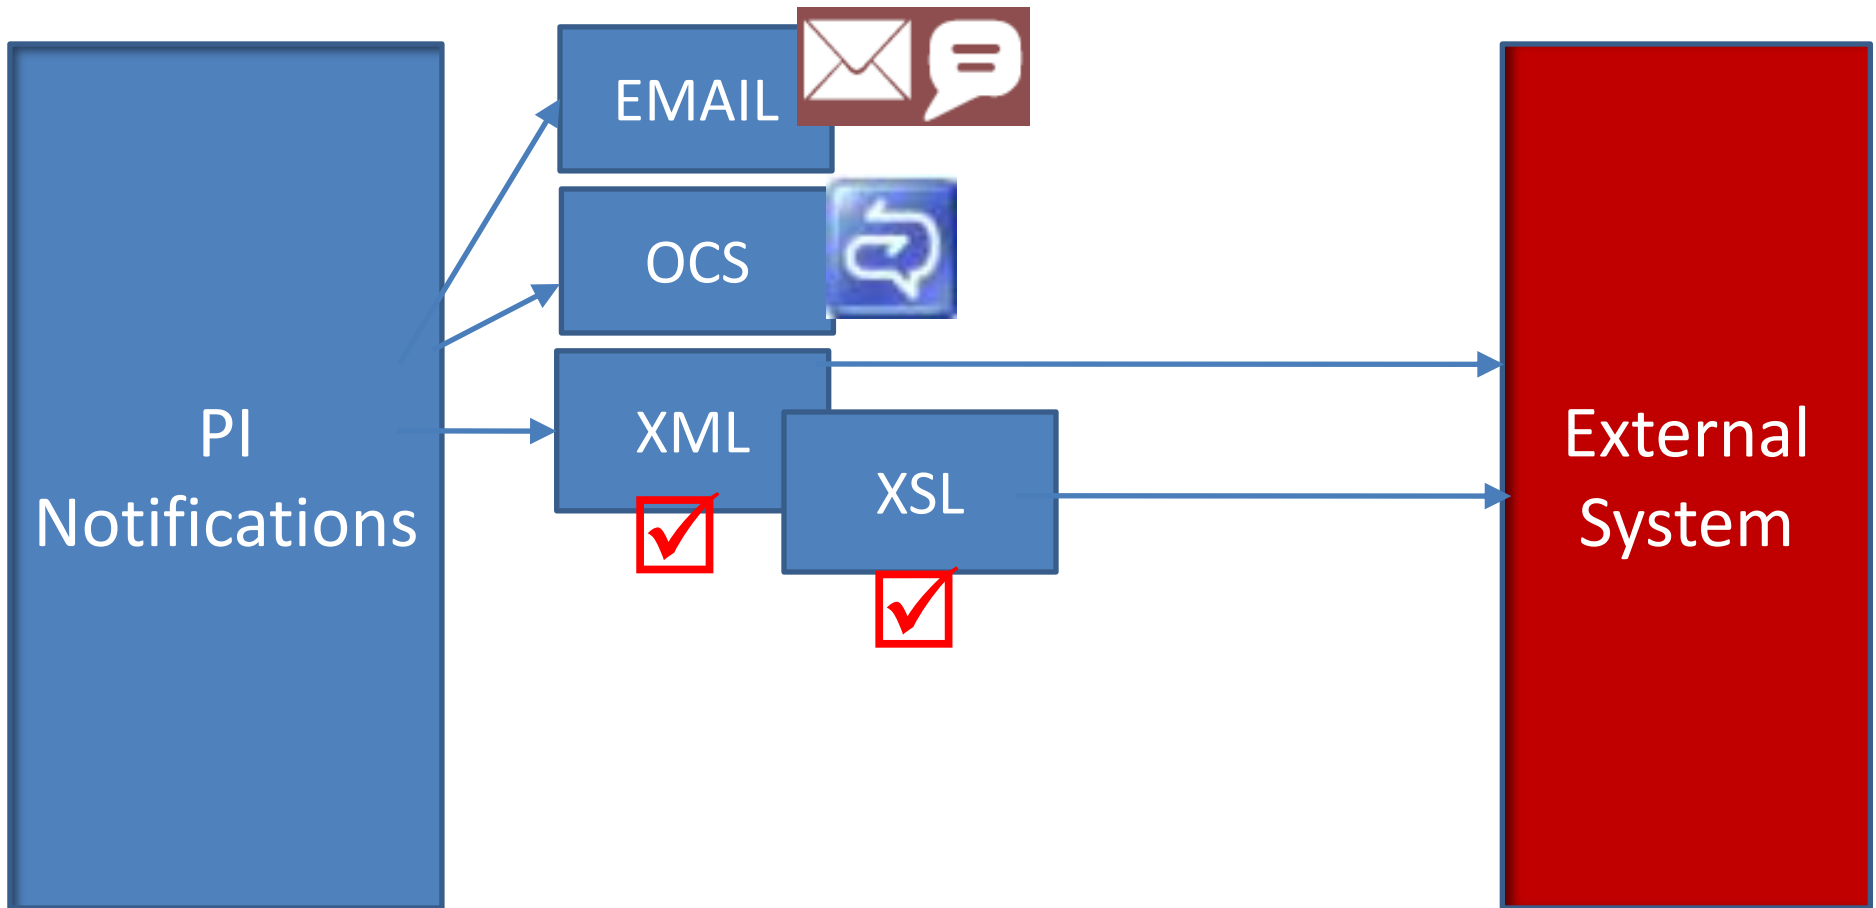 PI
Notifications
EMAIL
OCS
XML
XSL
External
System